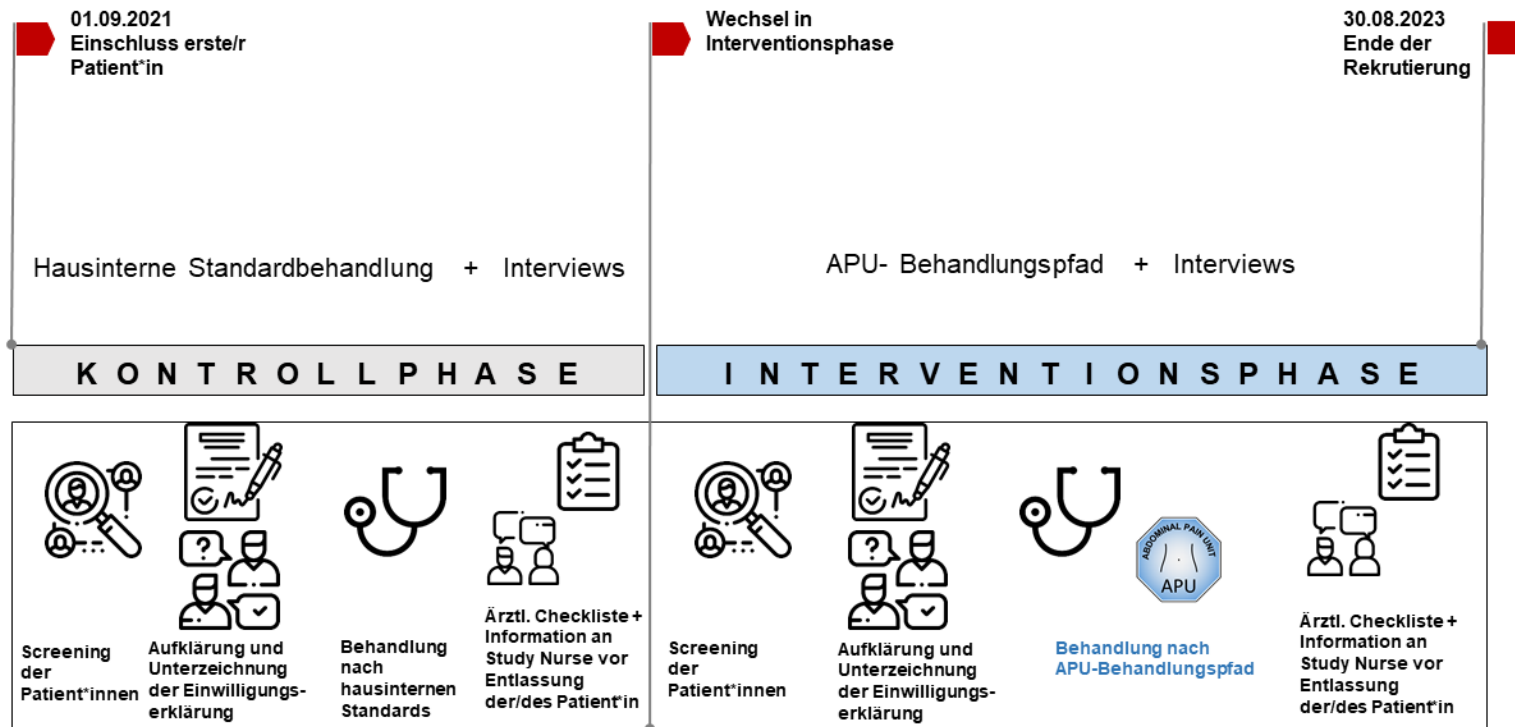 01.09.2021
Einschluss erste/r
Patient*in
Wechsel in
Interventionsphase
30.08.2023
Ende der
Rekrutierung
Hausinterne Standardbehandlung + Interviews
APU- Behandlungspfad + Interviews
KONTROLLPHASE
INTERVENTIONSPHASE
?
Screening
der
Patient*innen
Aufklärung und
Unterzeichnung
der Einwilligungs-
erklärung
Behandlung
nach
hausinternen
Standards
Ärztl. Checkliste +
Information an
Study Nurse vor
Entlassung
der/des Patient*in
?
ABDOMINAL PAIN UNIT
APU
Screening
der
Patient*innen
Aufklärung und
Unterzeichnung
der Einwilligungs-
erklärung
Behandlung nach
APU-Behandlungspfad
Ärztl. Checkliste +
Information an
Study Nurse vor
Entlassung
der/des Patient*in